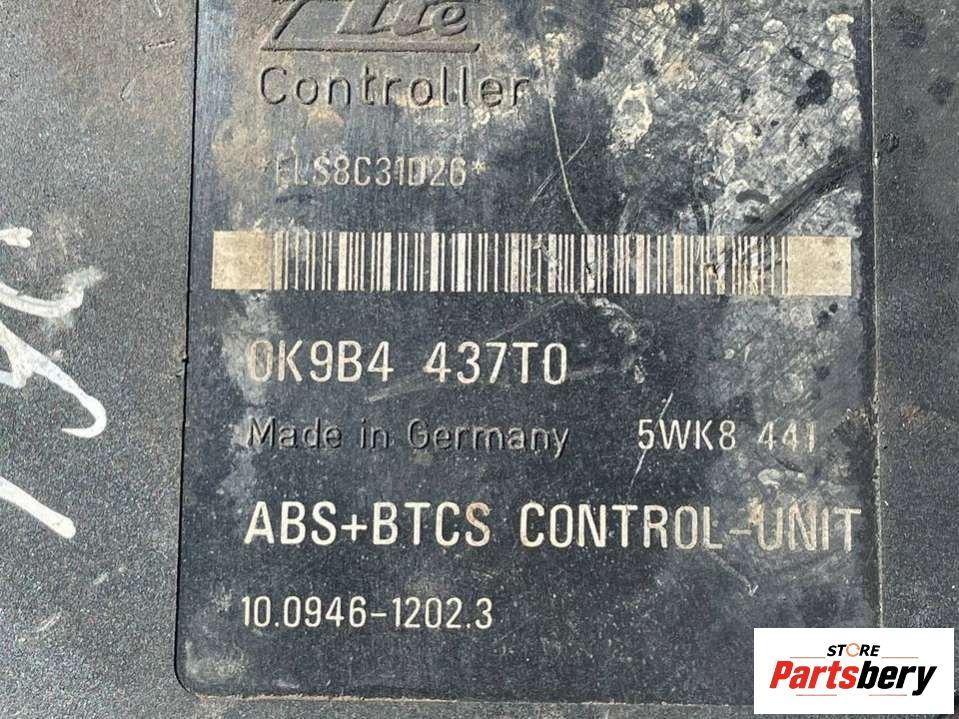 Ate
Controller
*ELS8C31D26*
0K9B4 437T0
Made in Germany 5WK8 441
ABS+BTCS CONTROL-UNIT
10.0946-1202.3
STORE
Partsbery